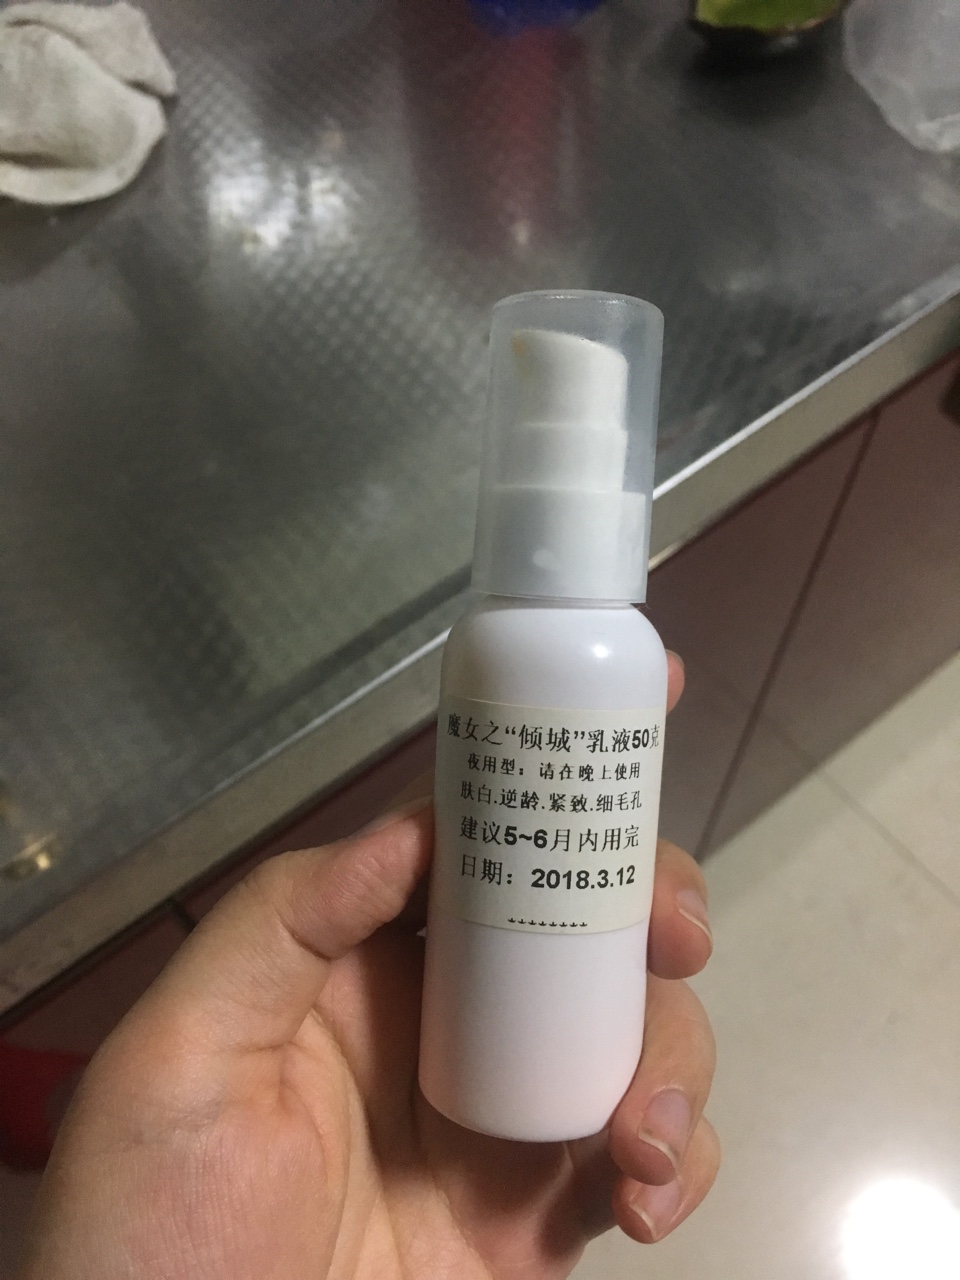 魔女之“倾城”乳液50克
夜用型：请在晚上使用
肤白.逆龄.紧致.细毛孔
建议5~6月内用完
日期：2018.3.12
********